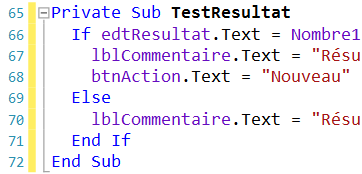 65 Private Sub TestResultat
66 If edtResultat.Text = Nombre1
67 lblCommentaire.Text = "Résu
68 btnAction.Text = "Nouveau"
69 Else
70 lblCommentaire.Text = "Résu
71 End If
72 End Sub